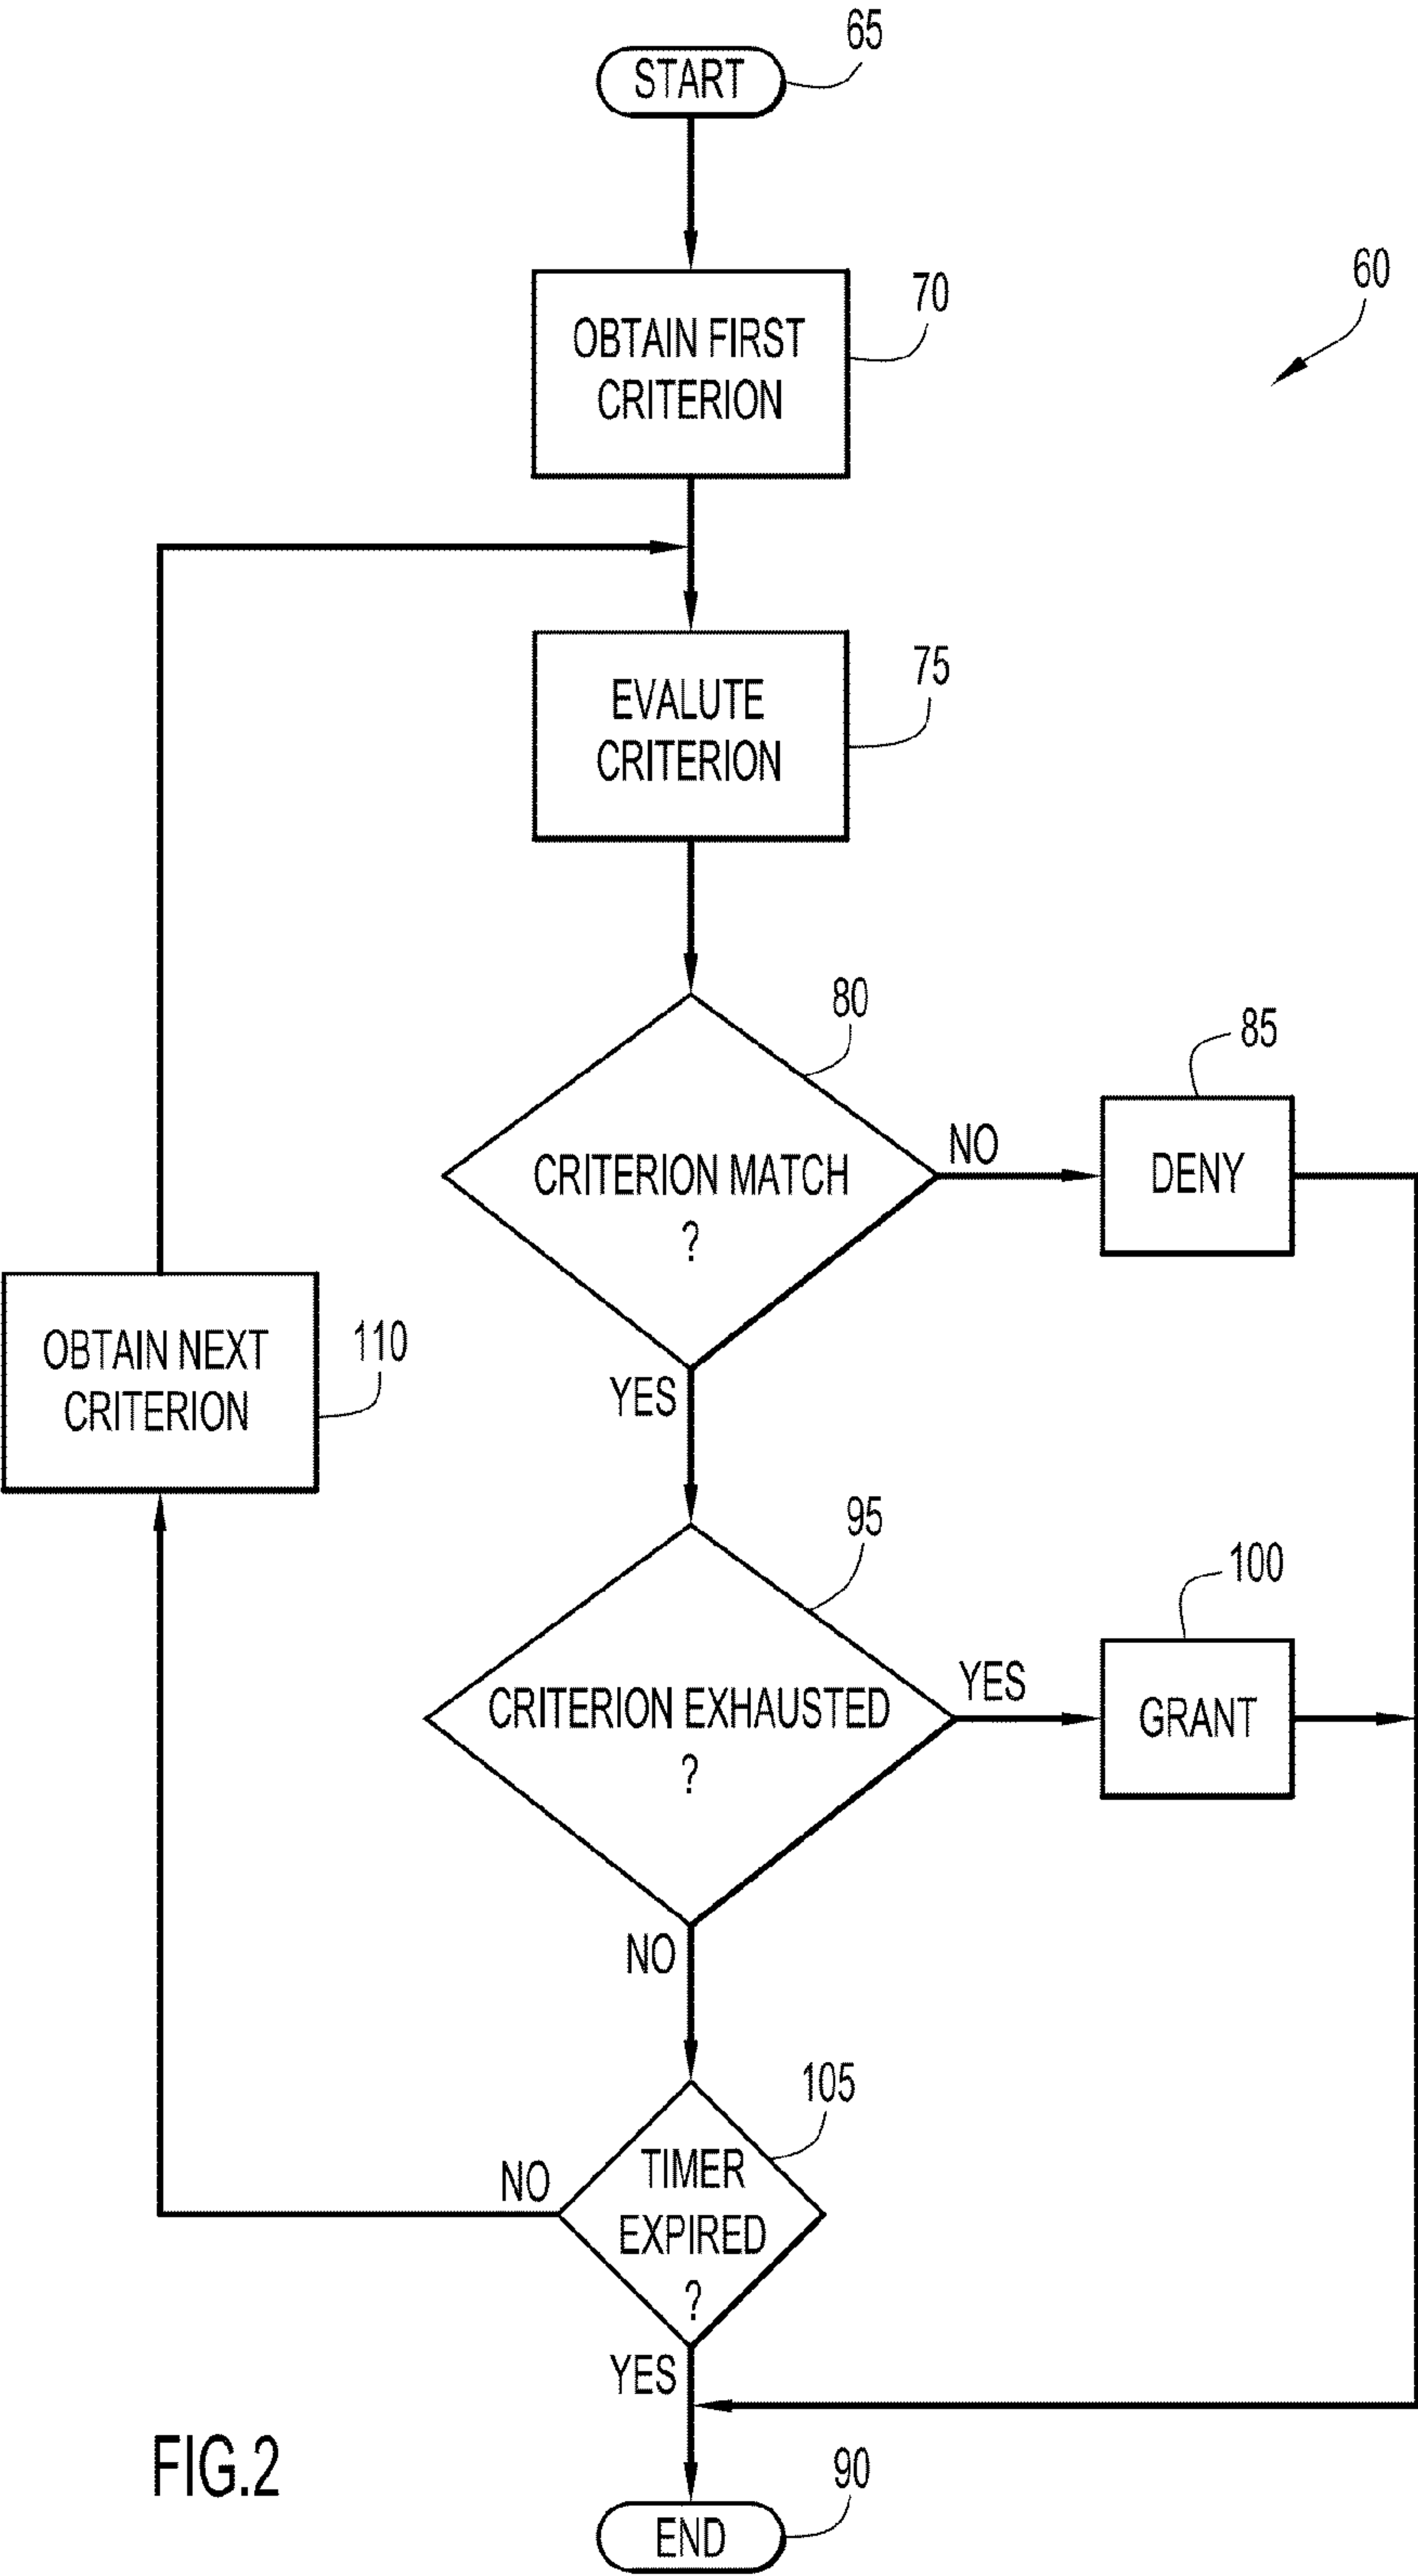 65
START
70
60
OBTAIN FIRST
CRITERION
75
EVALUTE
CRITERION
80
85
NO
CRITERION MATCH
?
DENY
110
OBTAIN NEXT
CRITERION
YES
95
100
YES
CRITERION EXHAUSTED
?
GRANT
NO
105
NO
TIMER
EXPIRED
?
YES
FIG.2
90
END